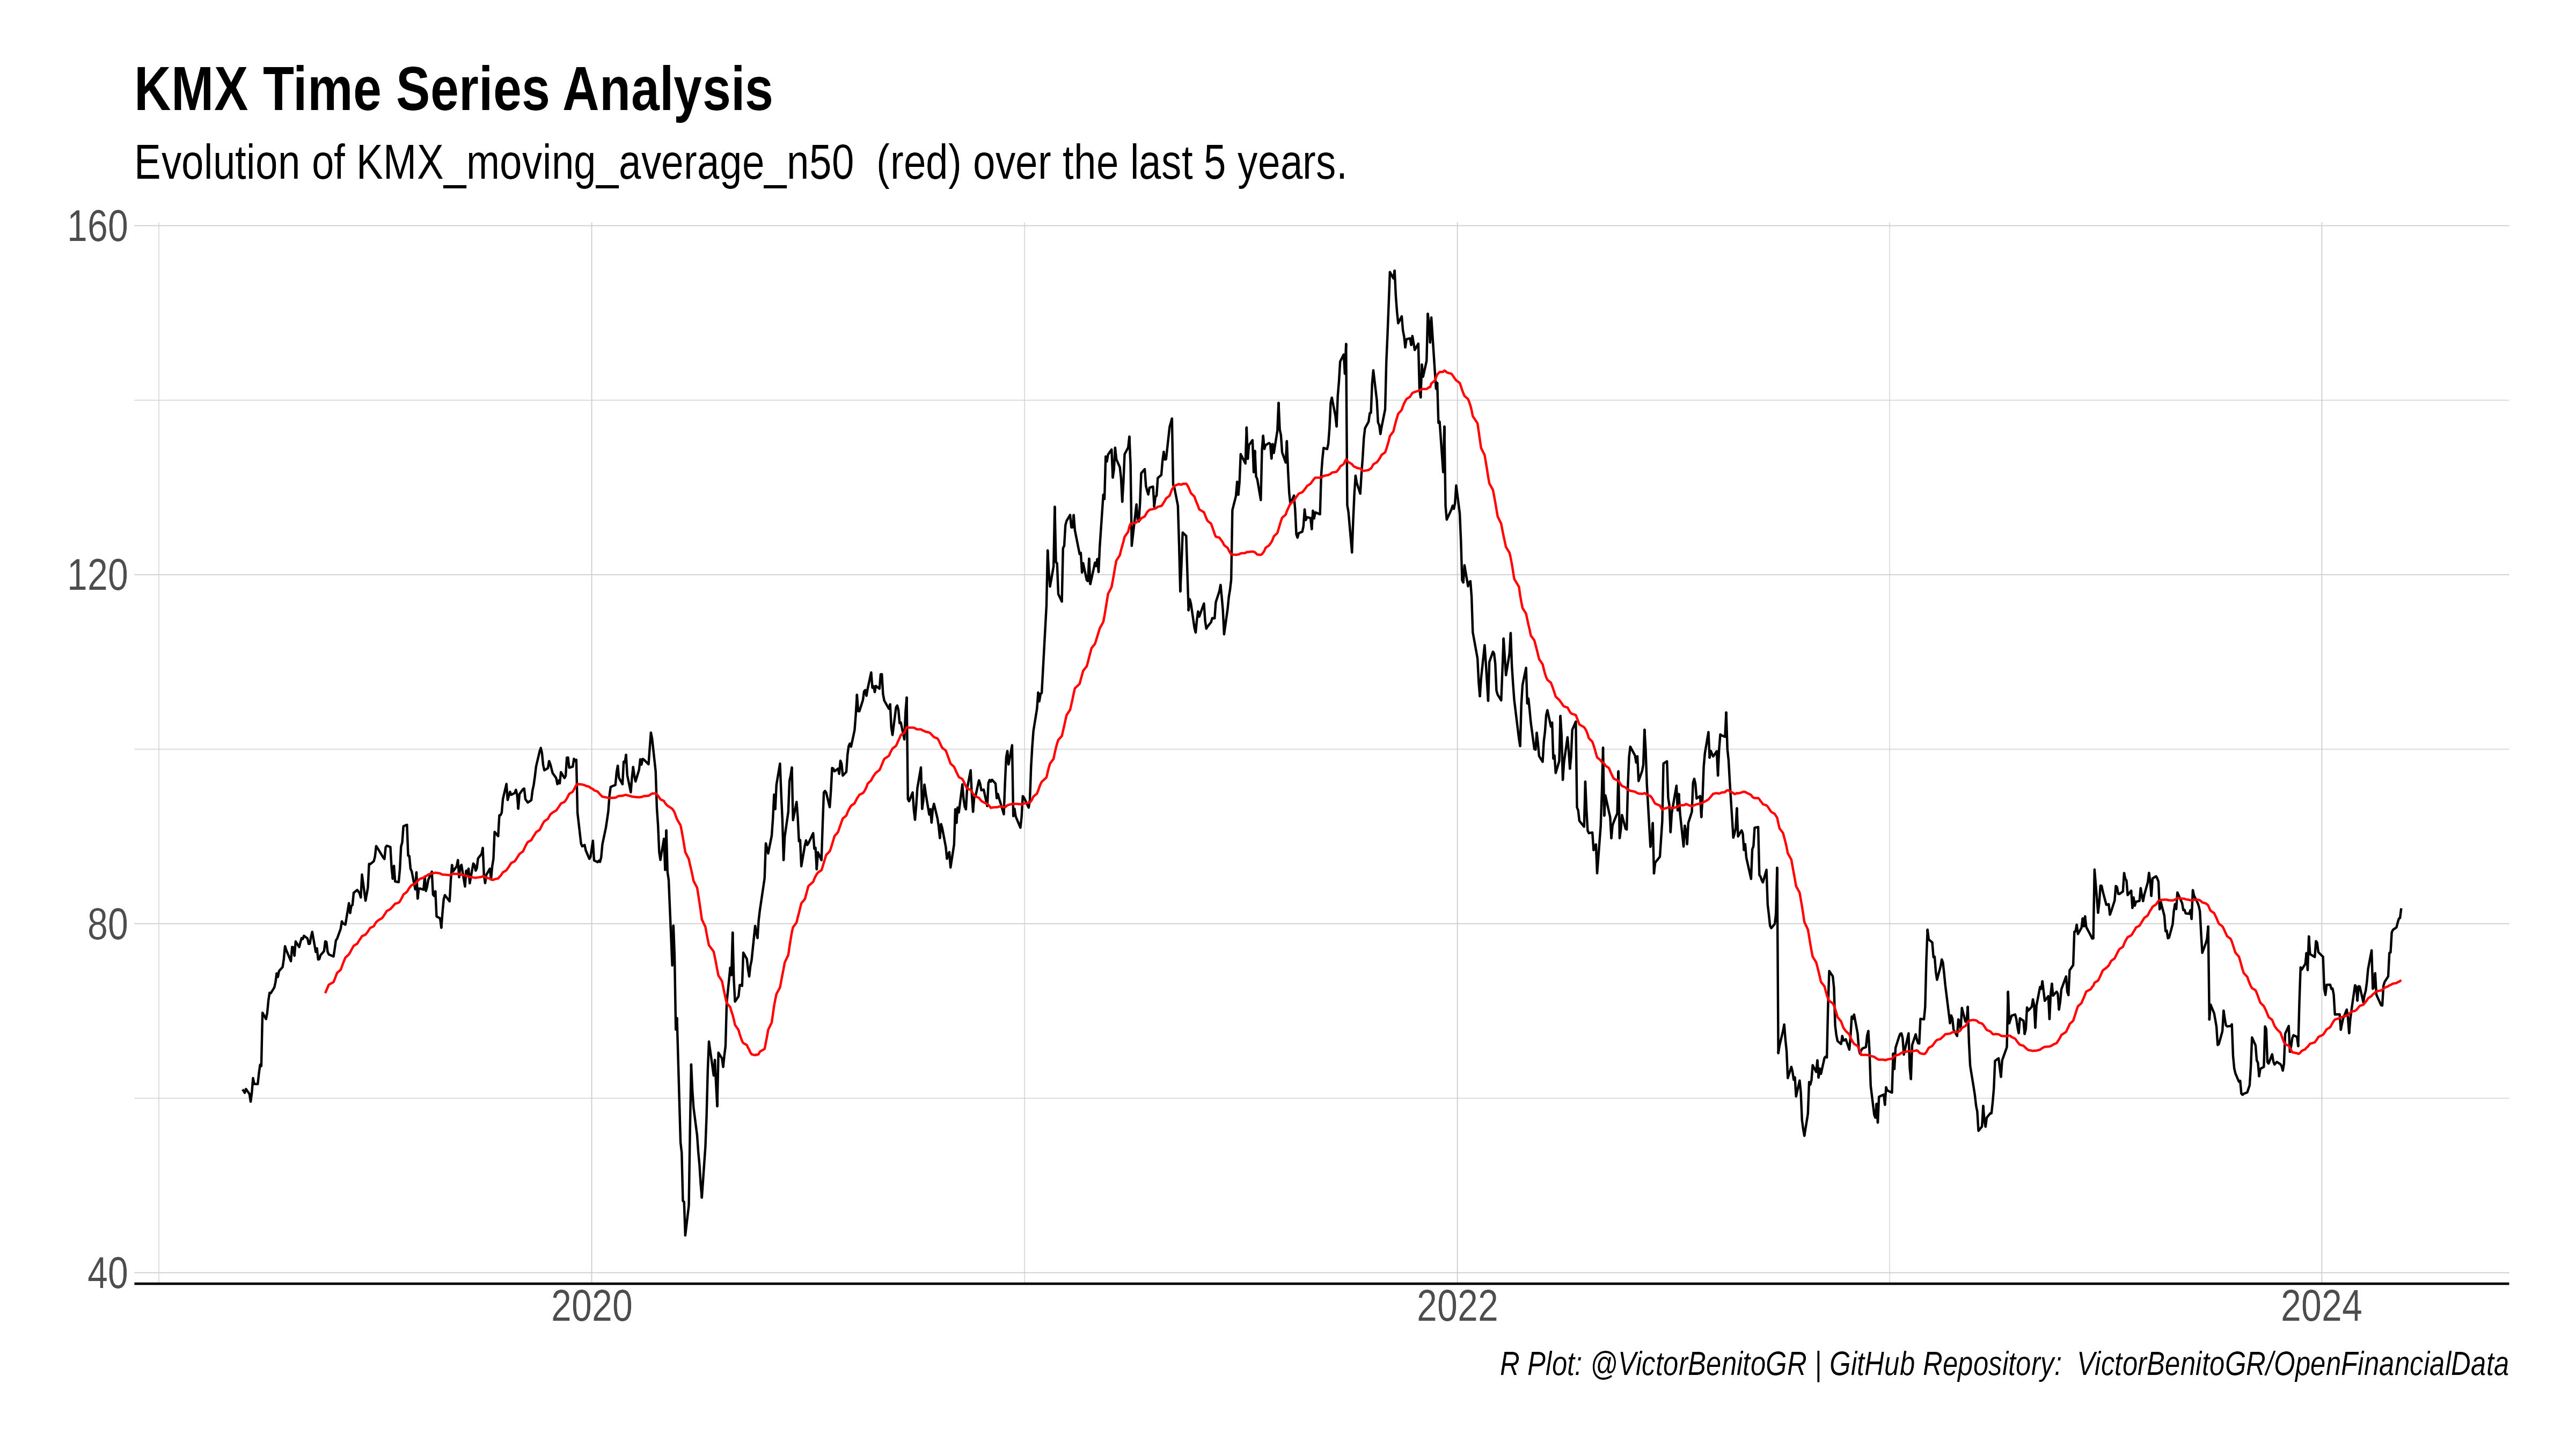 KMX Time Series Analysis
Evolution of KMX_moving_average_n50  (red) over the last 5 years.
160
120
80
40
2020
2022
2024
R Plot: @VictorBenitoGR | GitHub Repository:  VictorBenitoGR/OpenFinancialData